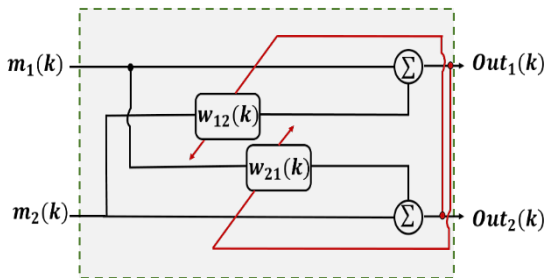 m₁(k)
Σ
Out₁(k)
w₁₂(k)
w₂₁(k)
m₂(k)
Σ
Out₂(k)